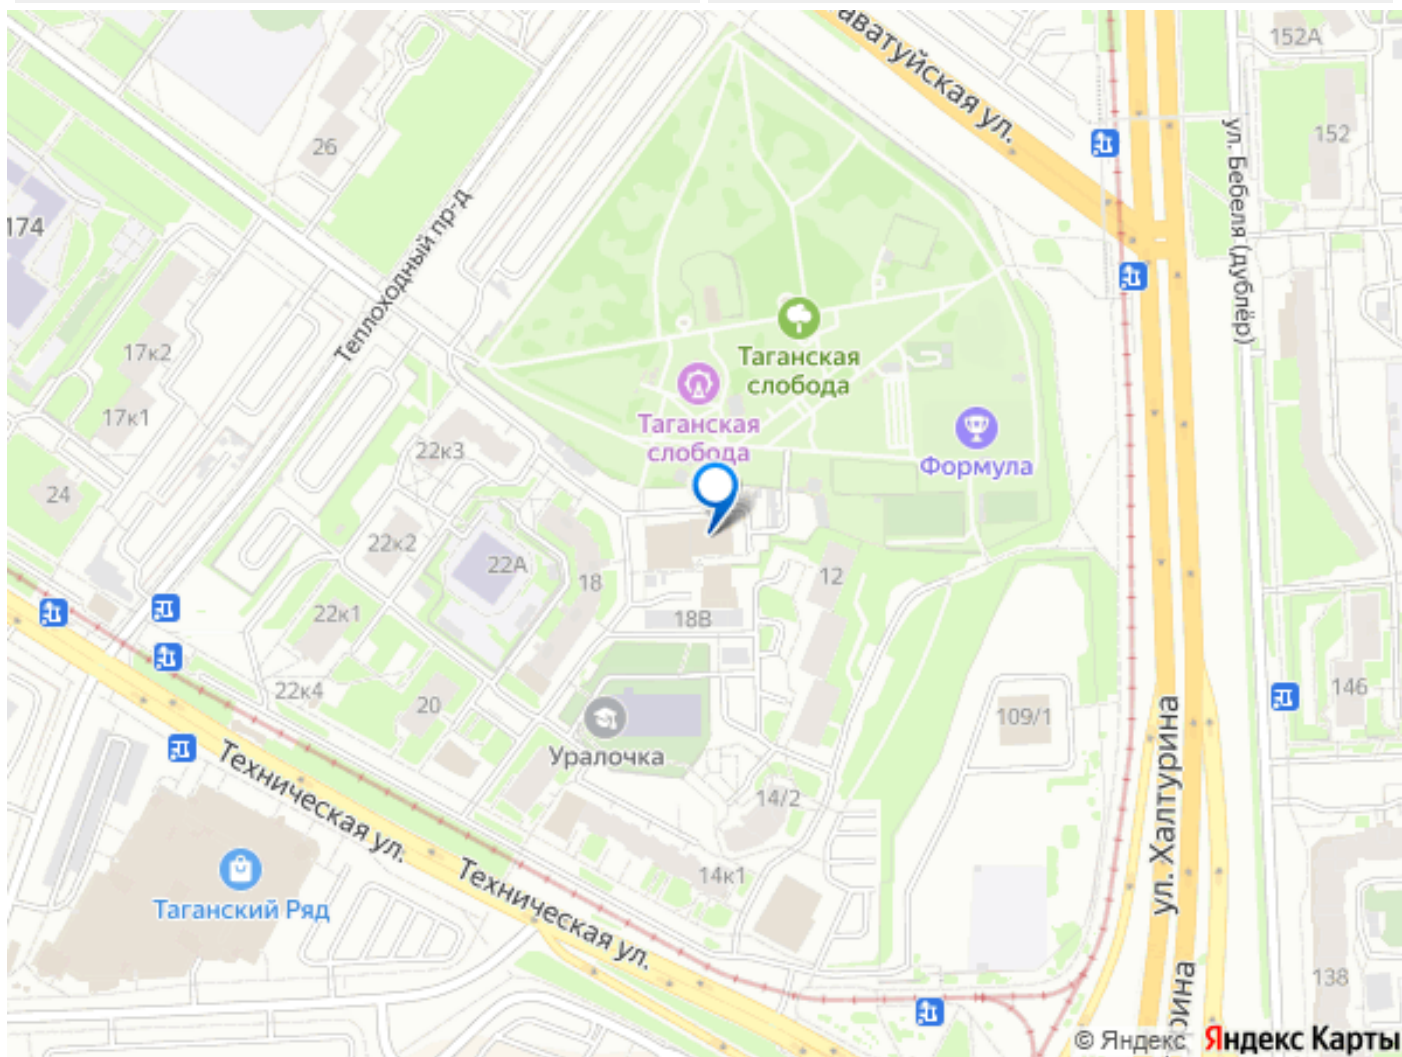 аватуйская ул.
152А
152
ул. Бебеля (дублёр)
26
174
Теплоходный пр-д
17к2
17к1
24
Таганская
слобода
Таганская
слобода
Формула
22к3
22к2
22А
18
12
22к1
18В
22к4
20
Уралочка
109/1
146
ул. Халтурина
14/2
14к1
Техническая ул.
Техническая ул.
Таганский Ряд
138
рина
© Яндекс Яндекс Карты